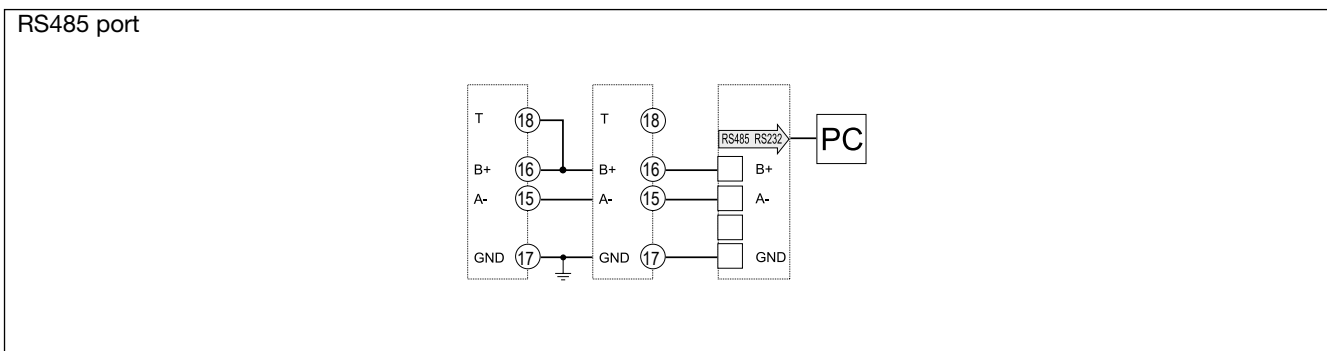 RS485 port
T 18 T 18
RS485 RS232 PC
B+ 16 B+ 16 B+
A- 15 A- 15 A-
GND 17 GND 17 GND